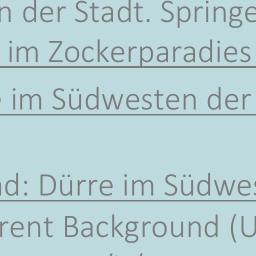 n der Stadt. Springe
im Zockerparadies
im Südwesten der
nd: Dürre im Südwes
rent Background (U